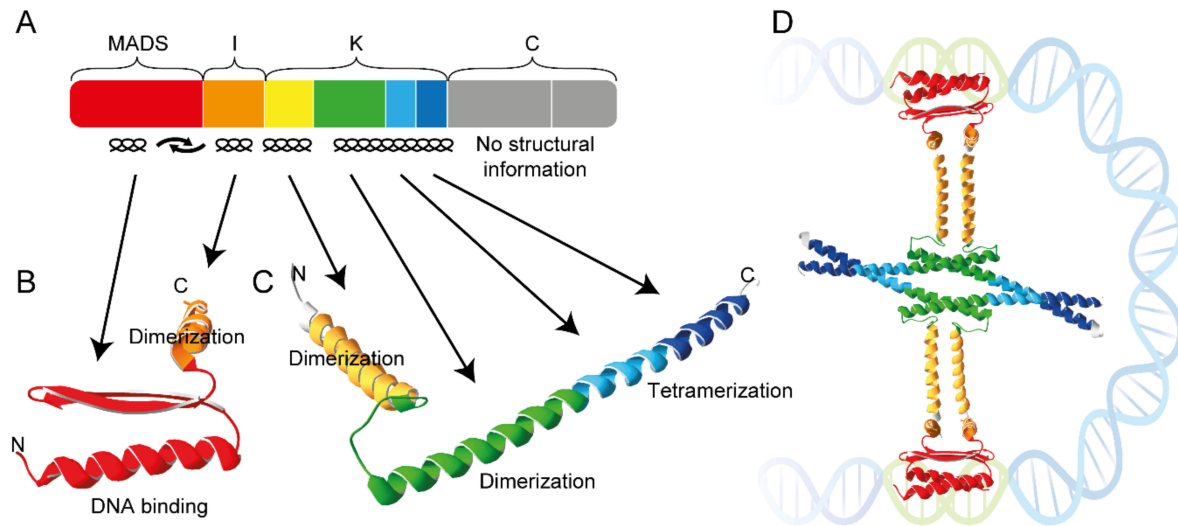 A
MADS
I
K
C
No structural
information
B
C
Dimerization
N
DNA binding
C
N
Dimerization
C
Tetramerization
Dimerization
D